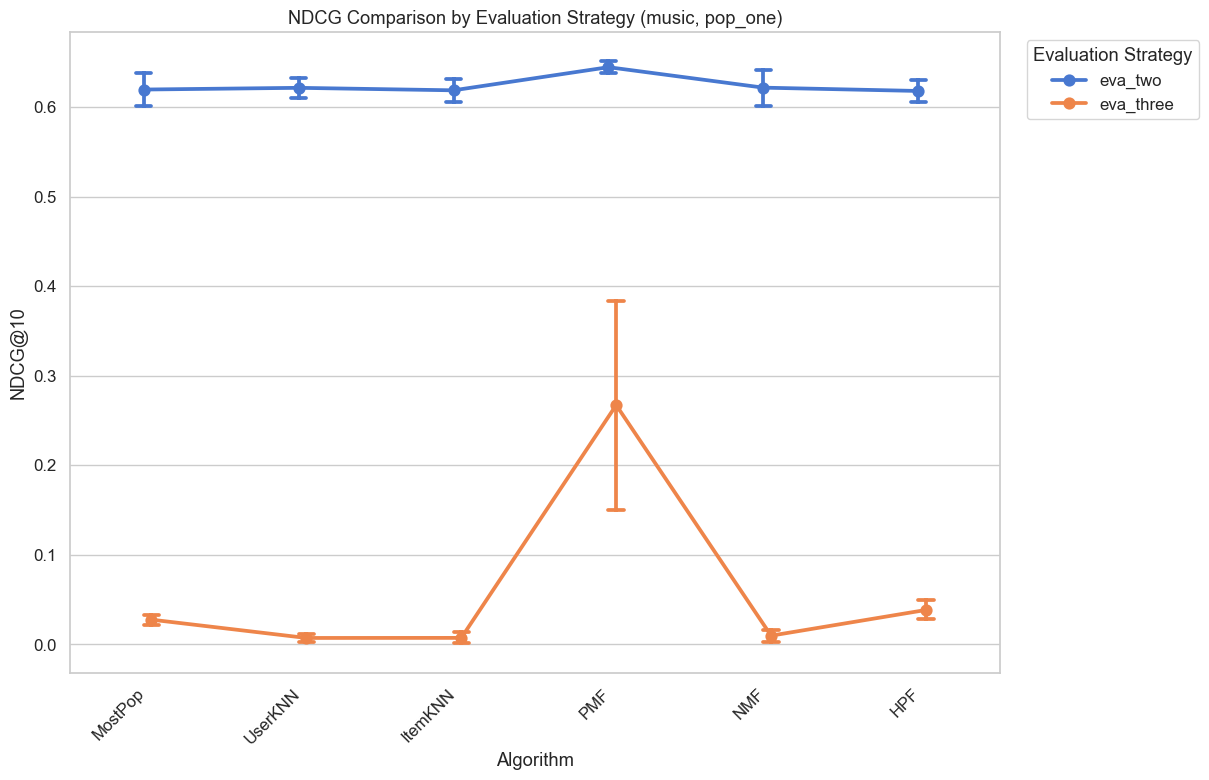 NDCG Comparison by Evaluation Strategy (music, pop_one)
Evaluation Strategy
eva_two
eva_three
NDCG@10
0.6
0.5
0.4
0.3
0.2
0.1
0.0
MostPop
UserKNN
ItemKNN
PMF
NMF
HPF
Algorithm